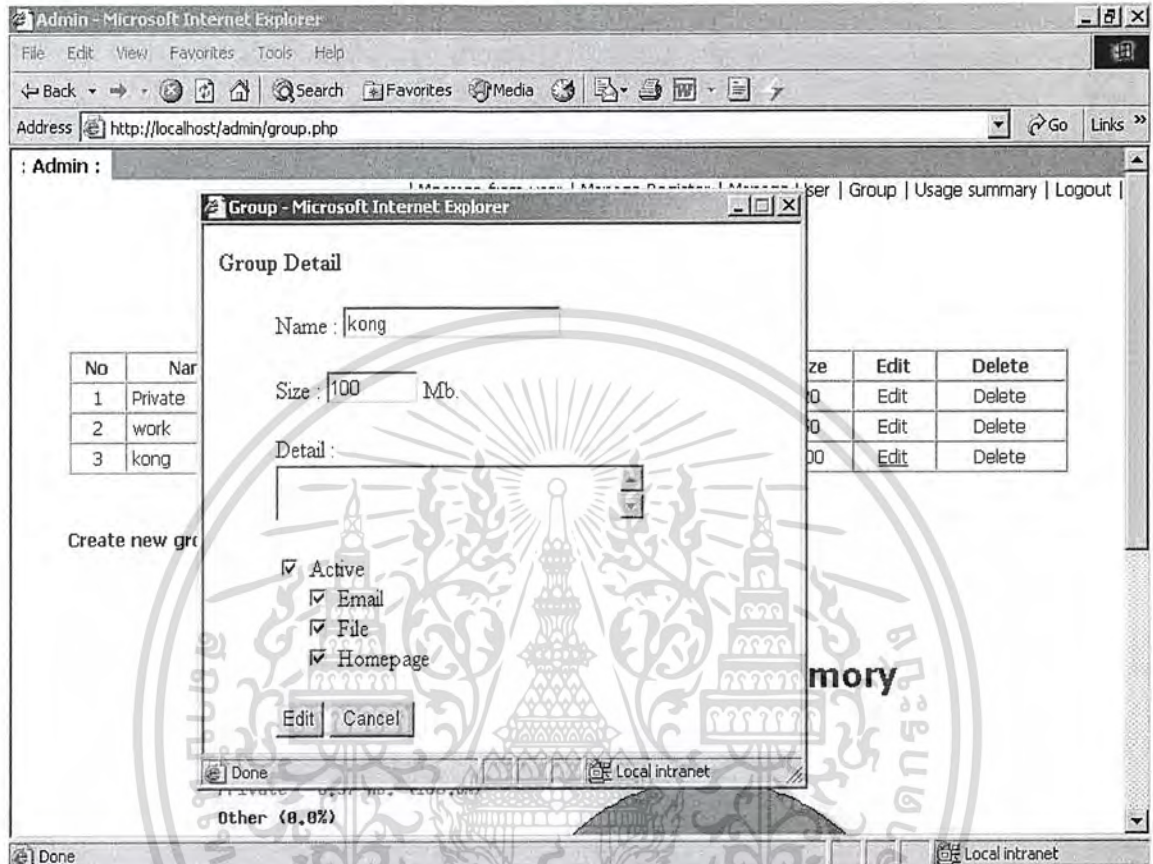 Admin - Microsoft Internet Explorer
File Edit View Favorites Tools Help
Back Search Favorites Media
Address http://localhost/admin/group.php Go Links »
: Admin :
| Group | Usage summary | Logout |
Group - Microsoft Internet Explorer
Group Detail
Name : kong
Size : 100 Mb.
Detail :
Active
Email
File
Homepage
Edit Cancel
Done Local intranet
No Nar ze Edit Delete
1 Private Edit Delete
2 work Edit Delete
3 kong 00 Edit Delete
Create new gro
mory
Other (0.0%)
Done Local intranet